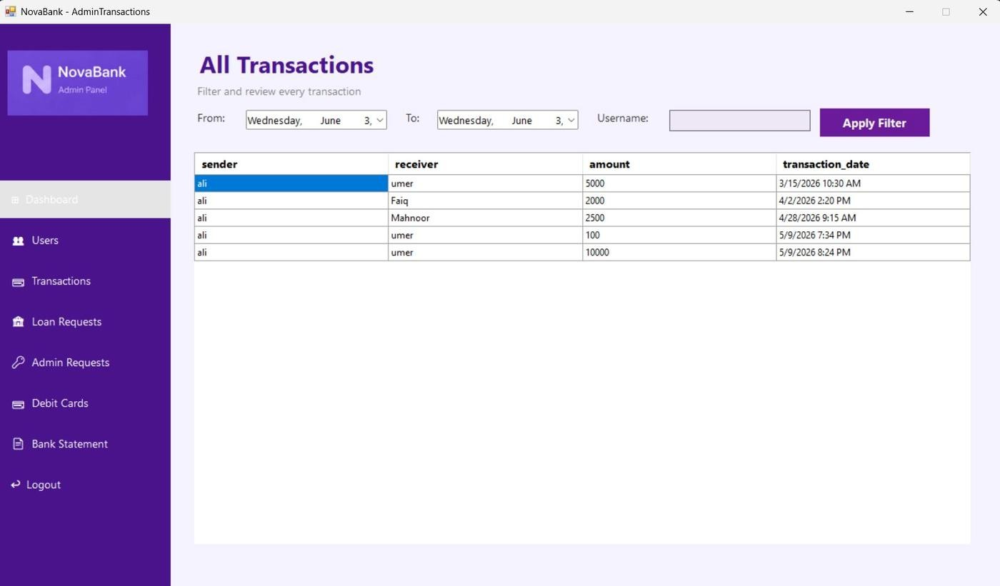 NovaBank - AdminTransactions
NovaBank
Admin Panel
Dashboard
Users
Transactions
Loan Requests
Admin Requests
Debit Cards
Bank Statement
Logout
All Transactions
Filter and review every transaction
From: Wednesday, June 3, To: Wednesday, June 3, Username: Apply Filter
sender receiver amount transaction_date
ali umer 5000 3/15/2026 10:30 AM
ali Faiq 2000 4/2/2026 2:20 PM
ali Mahnoor 2500 4/28/2026 9:15 AM
ali umer 100 5/9/2026 7:34 PM
ali umer 10000 5/9/2026 8:24 PM